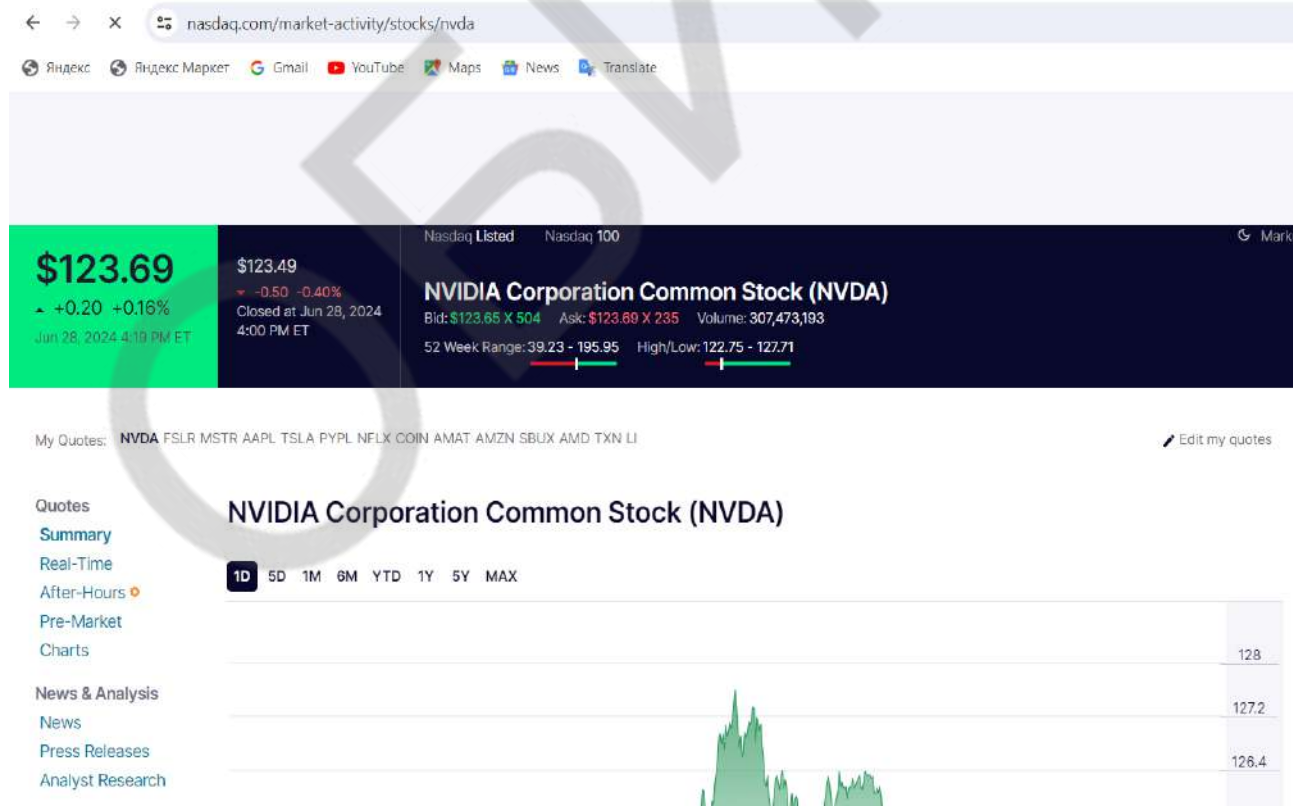 nasdaq.com/market-activity/stocks/nvda
Яндекс Яндекс Маркет Gmail YouTube Maps News Translate
Nasdaq Listed Nasdaq 100
$123.69
+0.20 +0.16%
Jun 28, 2024 4:19 PM ET
$123.49
-0.50 -0.40%
Closed at Jun 28, 2024
4:00 PM ET
NVIDIA Corporation Common Stock (NVDA)
Bid: $123.65 X 504 Ask: $123.69 X 235 Volume: 307,473,193
52 Week Range: 39.23 - 195.95 High/Low: 122.75 - 127.71
My Quotes: NVDA FSLR MSTR AAPL TSLA PYPL NFLX COIN AMAT AMZN SBUX AMD TXN LI
Edit my quotes
Quotes
Summary
Real-Time
After-Hours
Pre-Market
Charts
News & Analysis
News
Press Releases
Analyst Research
NVIDIA Corporation Common Stock (NVDA)
1D 5D 1M 6M YTD 1Y 5Y MAX
128
127.2
126.4